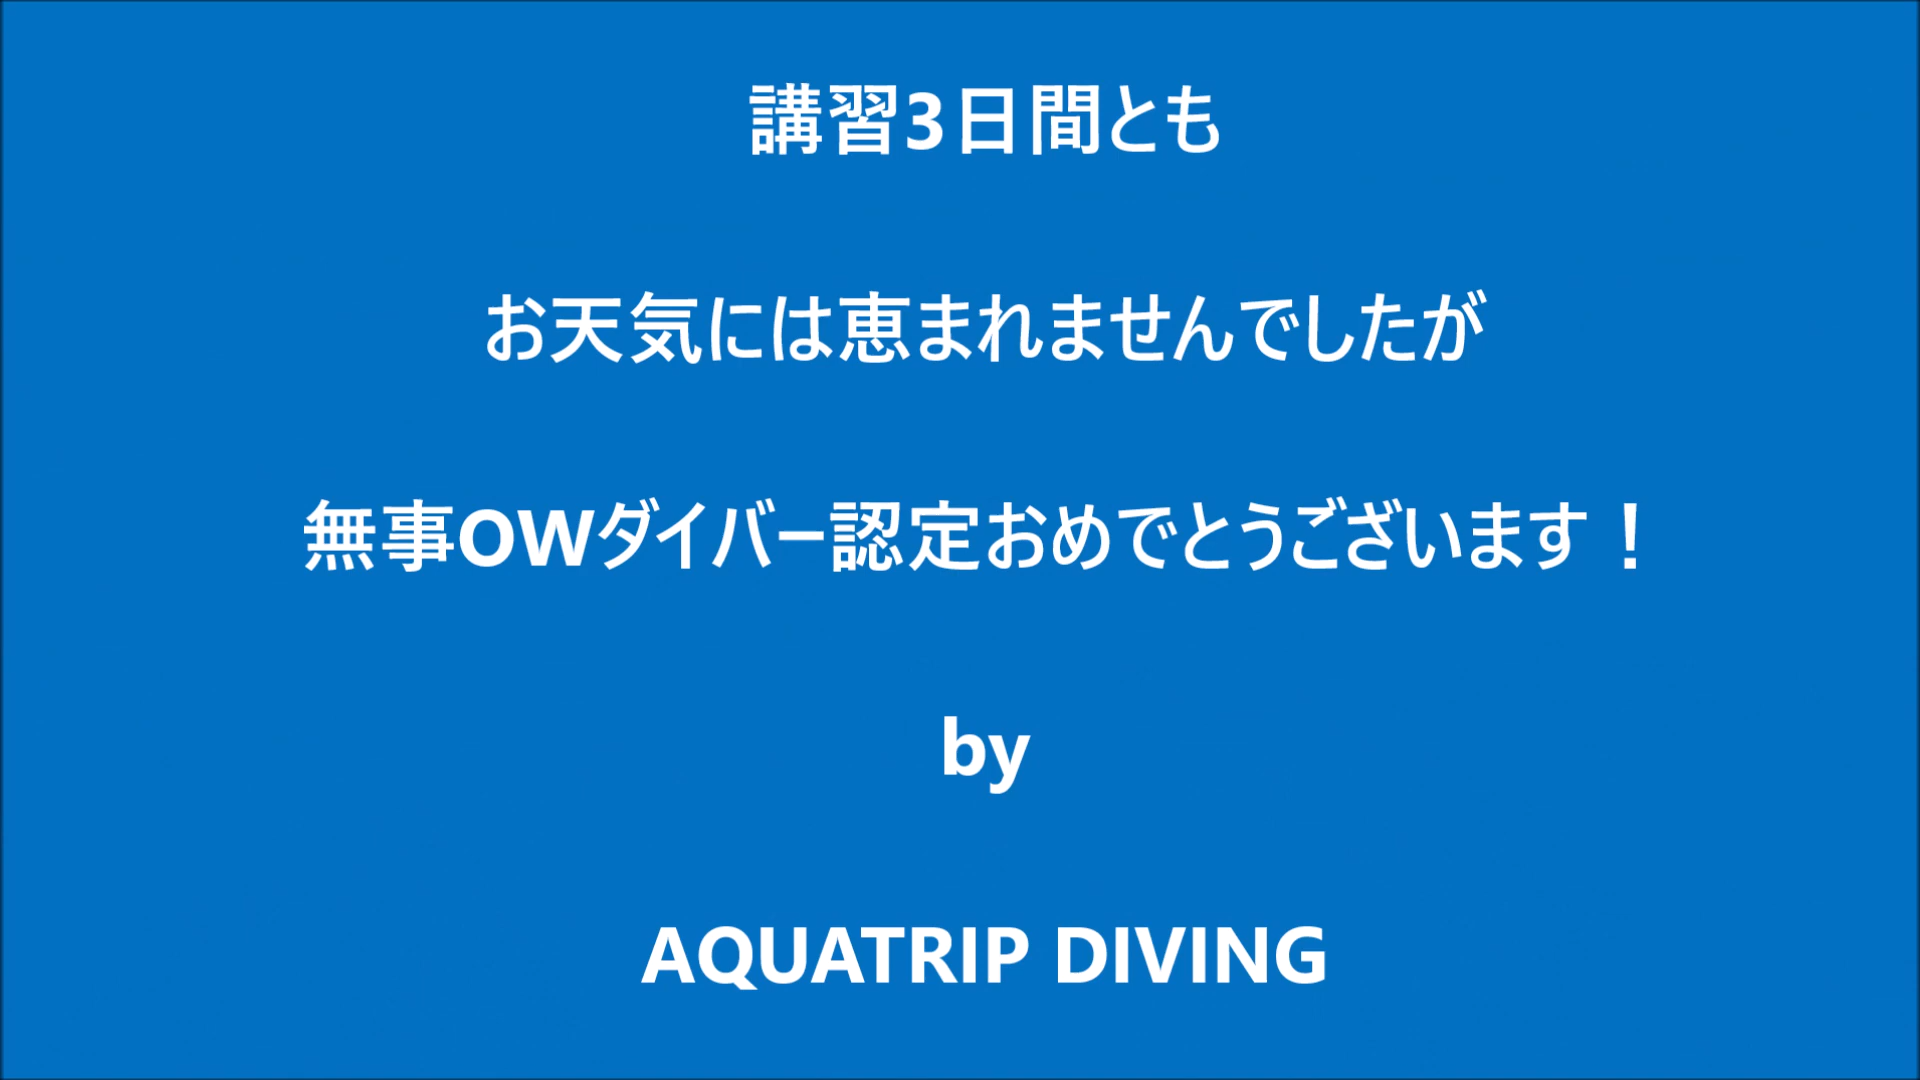 講習3日間とも
お天気には恵まれませんでしたが
無事OWダイバー認定おめでとうございます！
by
AQUATRIP DIVING